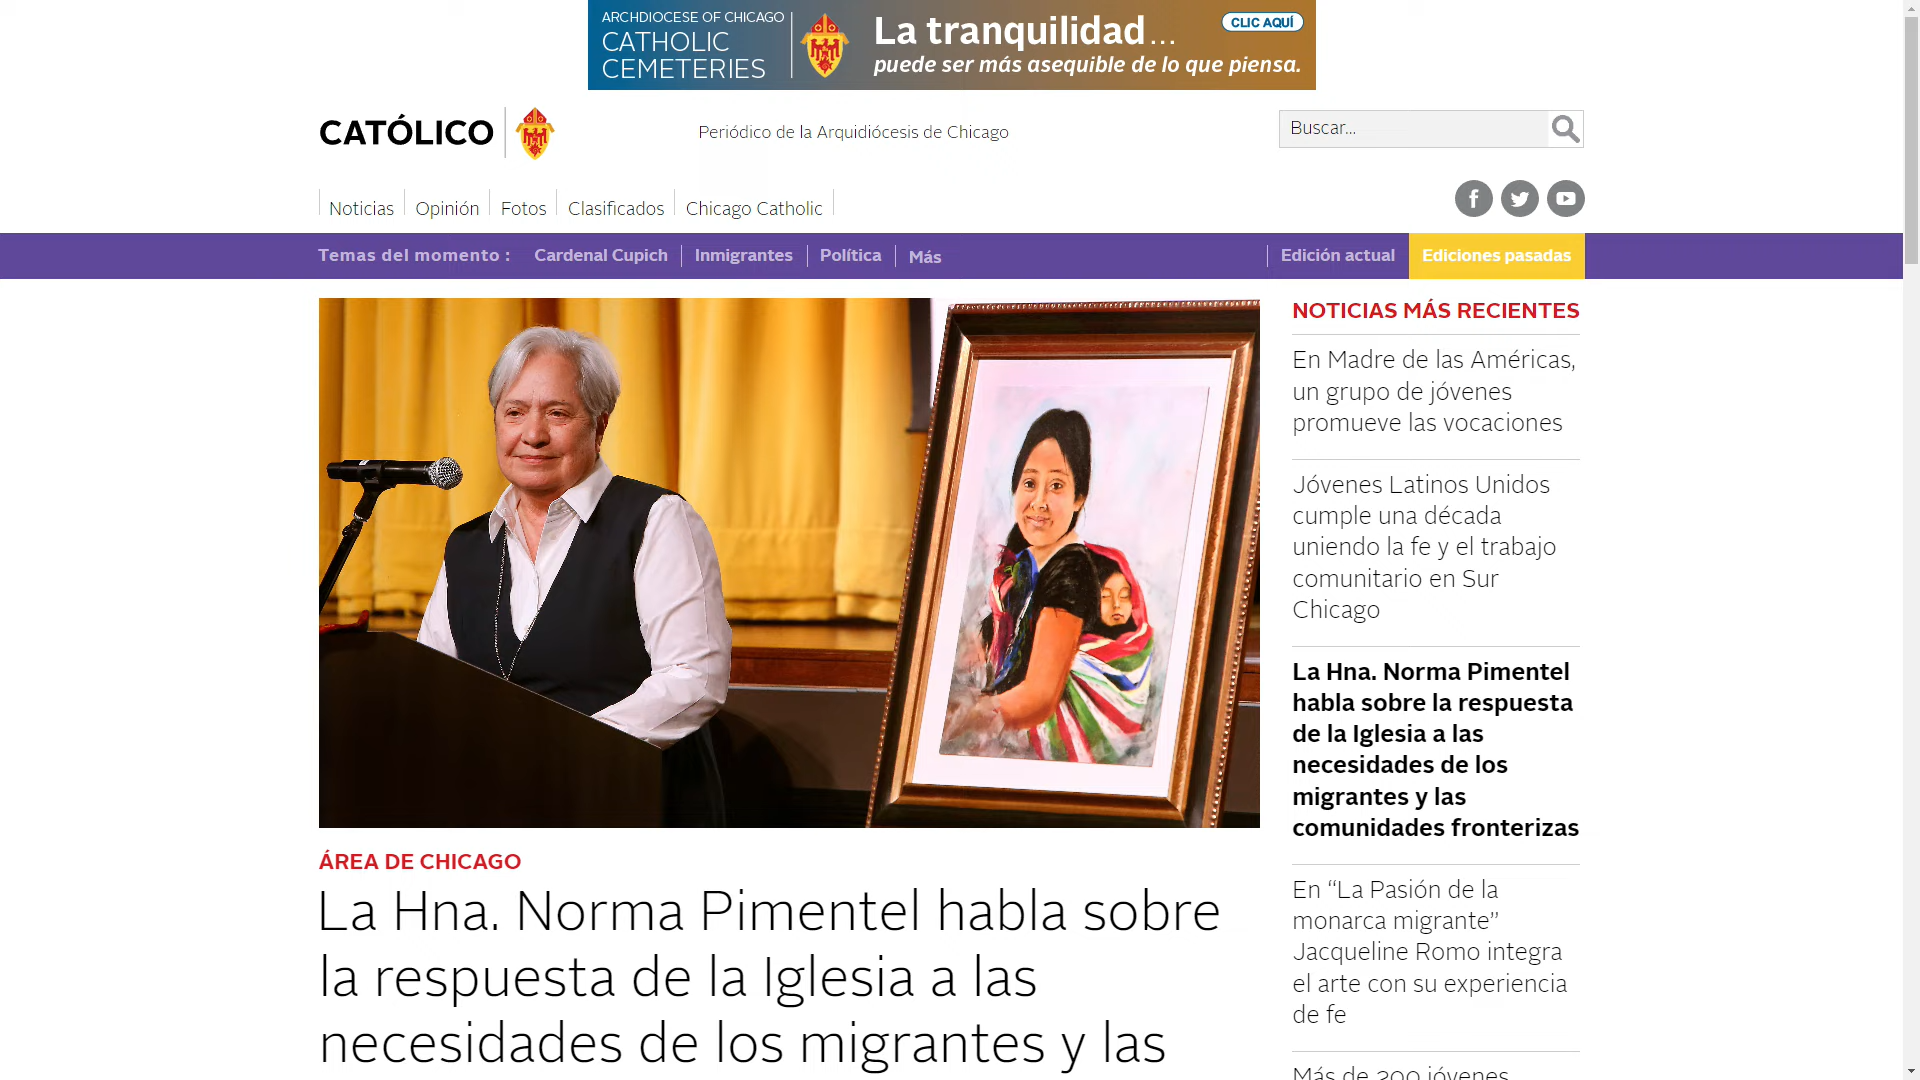 ARCHDIOCESE OF CHICAGO
CATHOLIC
CEMETERIES
La tranquilidad...
CLIC AQUÍ
puede ser más asequible de lo que piensa.
CATÓLICO
Periódico de la Arquidiócesis de Chicago
Buscar...
Noticias
Opinión
Fotos
Clasificados
Chicago Catholic
Temas del momento :
Cardenal Cupich
Inmigrantes
Política
Más
Edición actual
Ediciones pasadas
ÁREA DE CHICAGO
La Hna. Norma Pimentel habla sobre
la respuesta de la Iglesia a las
necesidades de los migrantes y las
NOTICIAS MÁS RECIENTES
En Madre de las Américas,
un grupo de jóvenes
promueve las vocaciones
Jóvenes Latinos Unidos
cumple una década
uniendo la fe y el trabajo
comunitario en Sur
Chicago
La Hna. Norma Pimentel
habla sobre la respuesta
de la Iglesia a las
necesidades de los
migrantes y las
comunidades fronterizas
En “La Pasión de la
monarca migrante”
Jacqueline Romo integra
el arte con su experiencia
de fe
Más de 200 jóvenes